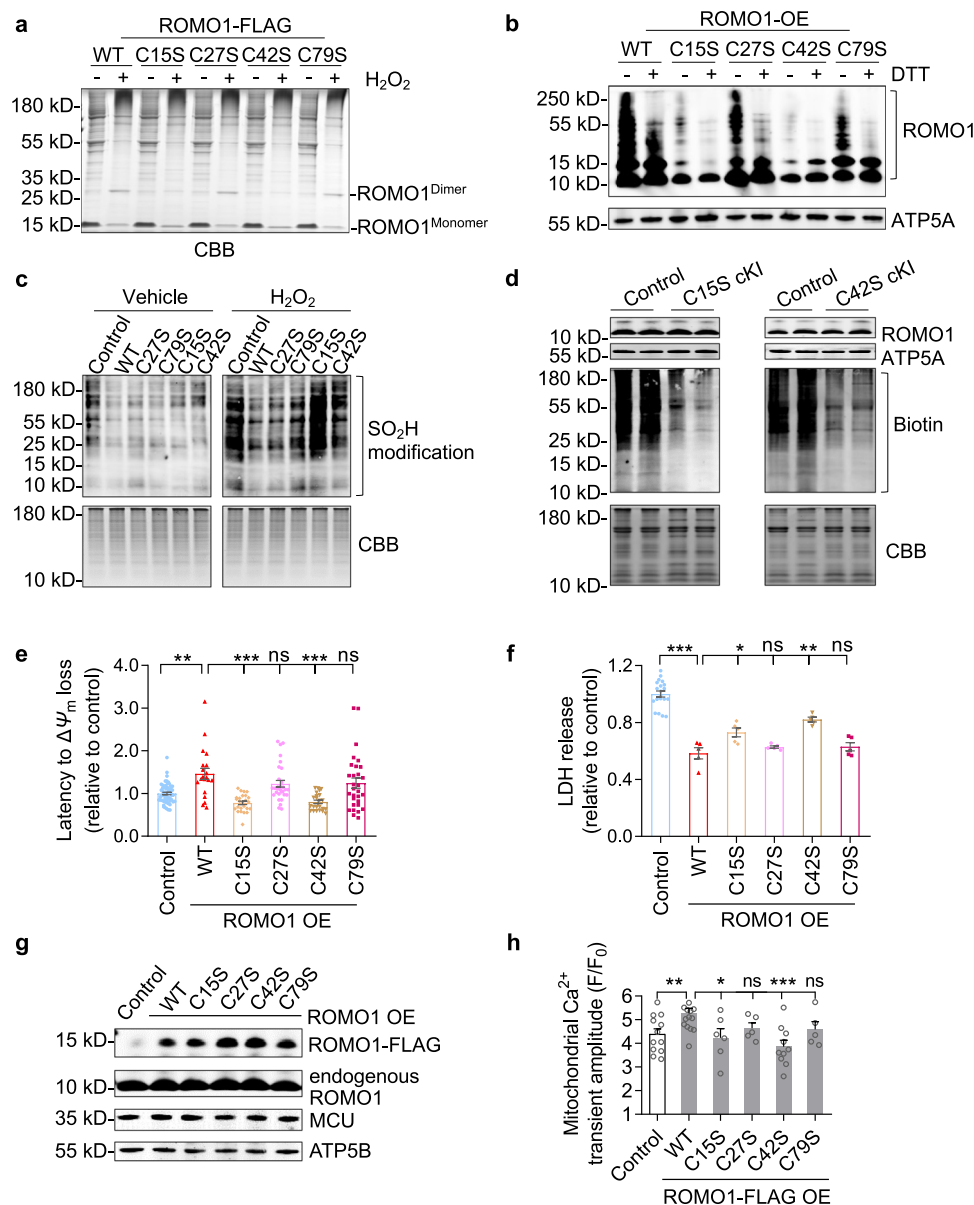 a
ROMO1-FLAG
WT C15S C27S C42S C79S
- + - + - + - + - + H2O2
180 kD-
55 kD-
35 kD-
25 kD-
15 kD-
-ROMO1Dimer
-ROMO1Monomer
CBB
b
ROMO1-OE
WT C15S C27S C42S C79S
- + - + - + - + - + DTT
250 kD-
55 kD-
15 kD-
10 kD-
ROMO1
55 kD-
ATP5A
c
Vehicle
H2O2
Control WT C27S C79S C15S C42S
Control WT C27S C79S C15S C42S
180 kD-
55 kD-
25 kD-
15 kD-
10 kD-
SO2H
modification
180 kD-
10 kD-
CBB
d
Control C15S cKI
Control C42S cKI
10 kD-
ROMO1
55 kD-
ATP5A
180 kD-
55 kD-
35 kD-
25 kD-
15 kD-
10 kD-
Biotin
180 kD-
10 kD-
CBB
e
Latency to ΔΨm loss
(relative to control)
4.0
3.0
2.0
1.0
0.0
** *** ns *** ns
Control WT C15S C27S C42S C79S
ROMO1 OE
f
LDH release
(relative to control)
1.2
0.8
0.4
0.0
*** * ns ** ns
Control WT C15S C27S C42S C79S
ROMO1 OE
g
Control WT C15S C27S C42S C79S
ROMO1 OE
15 kD-
ROMO1-FLAG
10 kD-
endogenous
ROMO1
35 kD-
MCU
55 kD-
ATP5B
h
Mitochondrial Ca2+
transient amplitude (F/F0)
6
5
4
3
2
1
** * ns *** ns
Control WT C15S C27S C42S C79S
ROMO1-FLAG OE